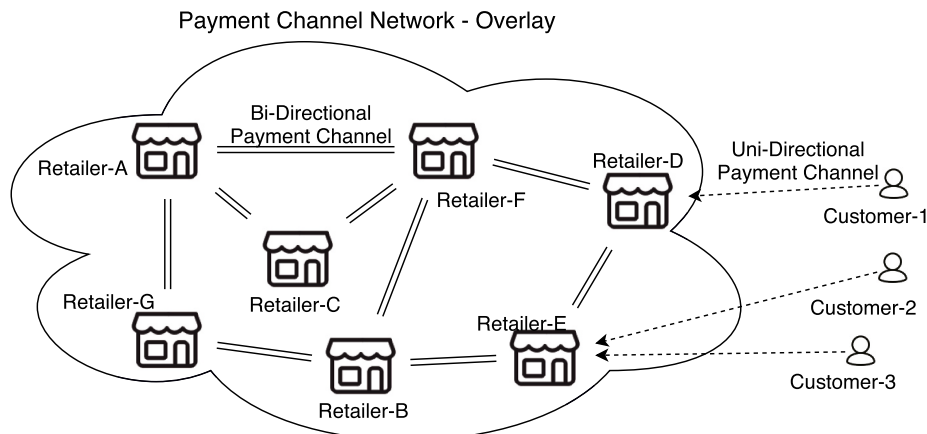 Payment Channel Network - Overlay
Bi-Directional
Payment Channel
Retailer-A
Retailer-F
Retailer-D
Uni-Directional
Payment Channel
Customer-1
Retailer-C
Retailer-G
Customer-2
Retailer-E
Customer-3
Retailer-B